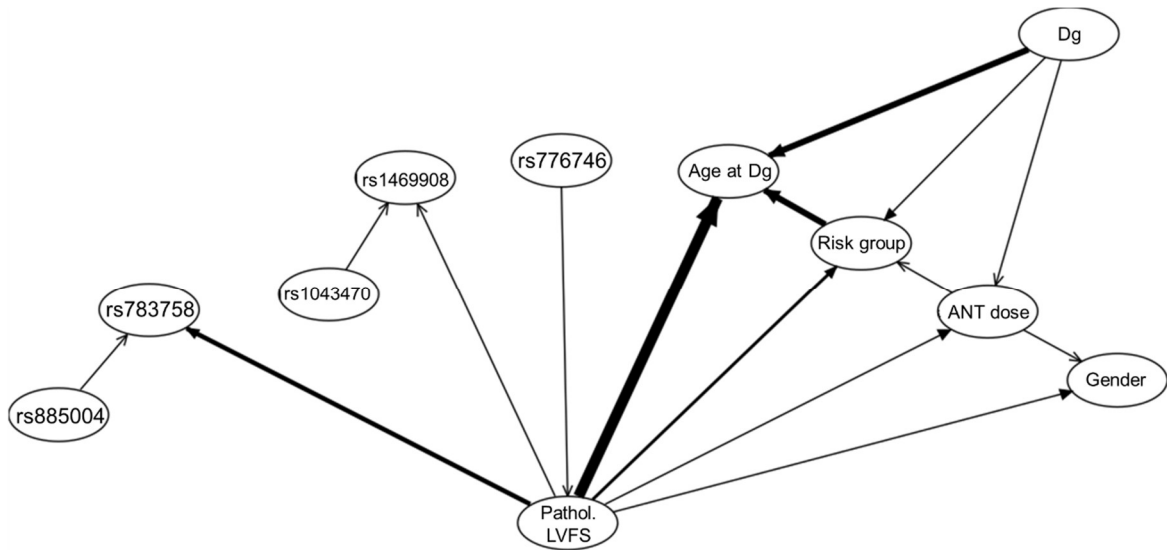 Dg
rs776746
Age at Dg
rs1469908
Risk group
rs1043470
rs783758
ANT dose
Gender
rs885004
Pathol.
LVFS